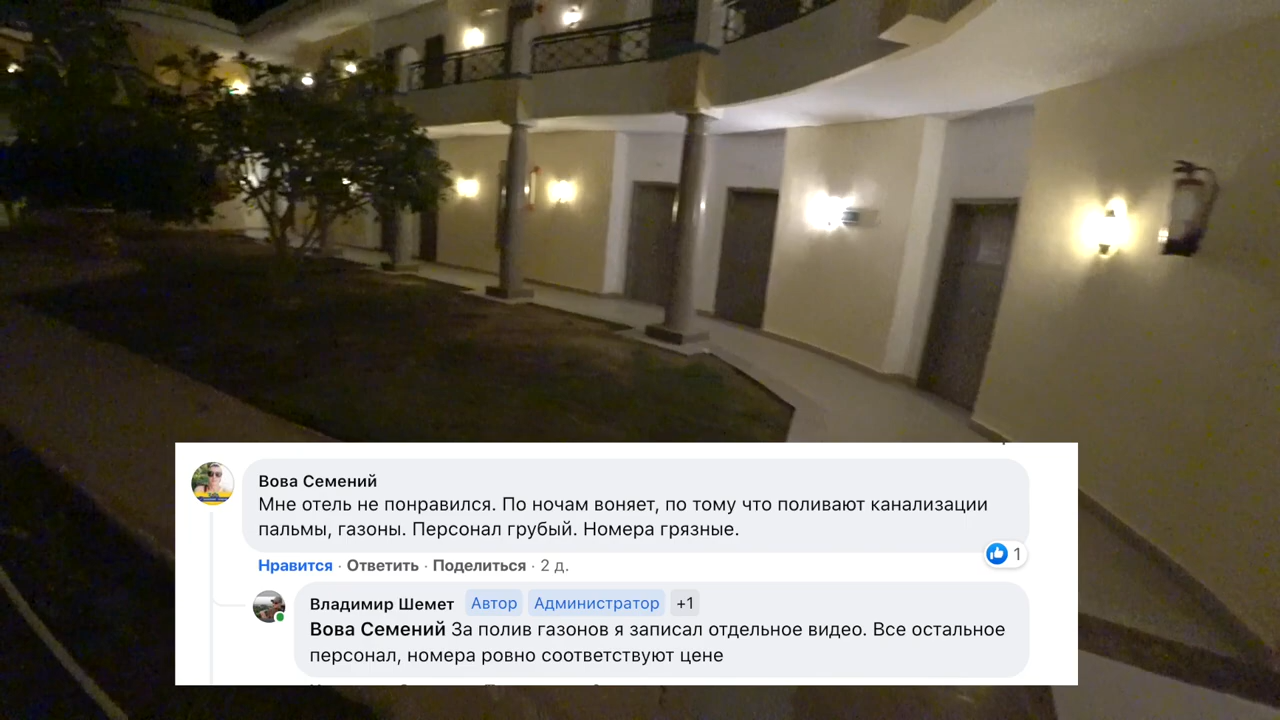 Вова Семений
Мне отель не понравился. По ночам воняет, по тому что поливают канализации
пальмы, газоны. Персонал грубый. Номера грязные.
1
Нравится · Ответить · Поделиться · 2 д.
Владимир Шемет Автор Администратор +1
Вова Семений За полив газонов я записал отдельное видео. Все остальное
персонал, номера ровно соответствуют цене